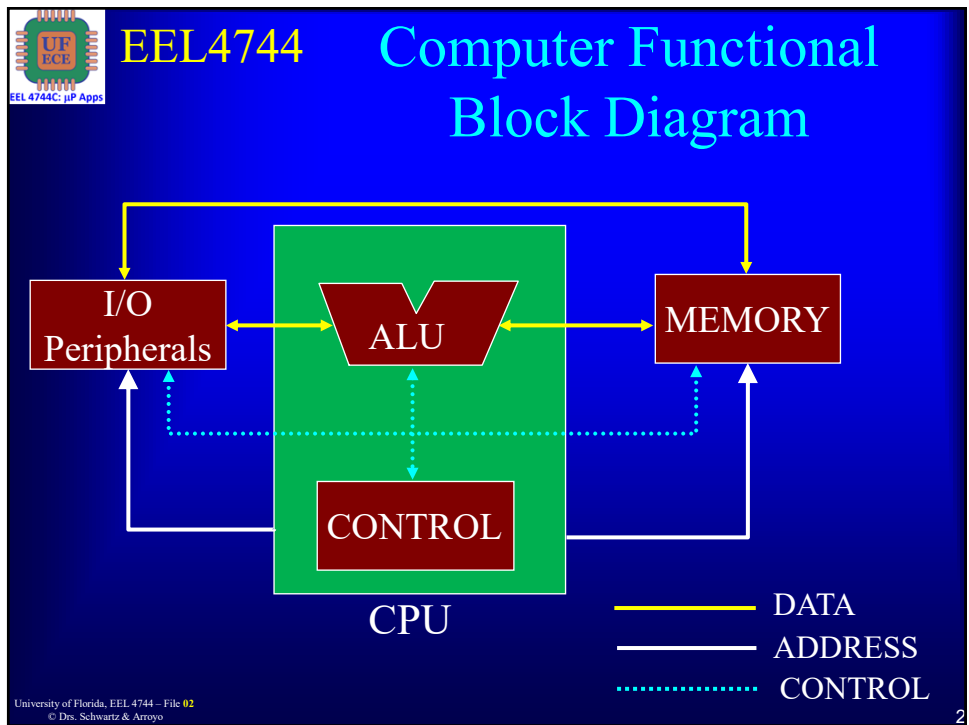 UF
ECE
EEL 4744C: µP Apps
EEL4744
Computer Functional
Block Diagram
I/O
Peripherals
ALU
MEMORY
CONTROL
CPU
DATA
ADDRESS
CONTROL
University of Florida, EEL 4744 – File 02
© Drs. Schwartz & Arroyo
2